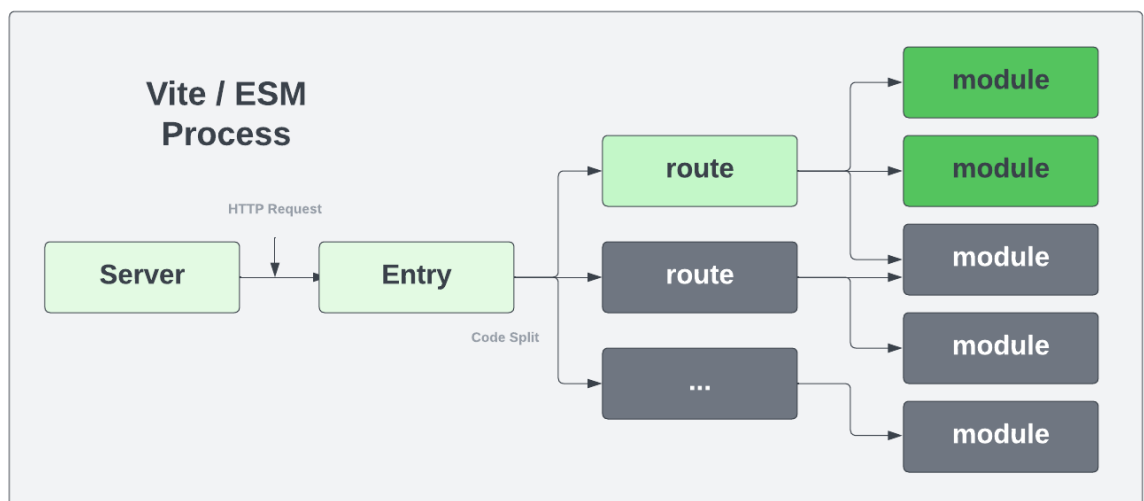 Vite / ESM
Process
HTTP Request
Server
Entry
Code Split
route
route
...
module
module
module
module
module